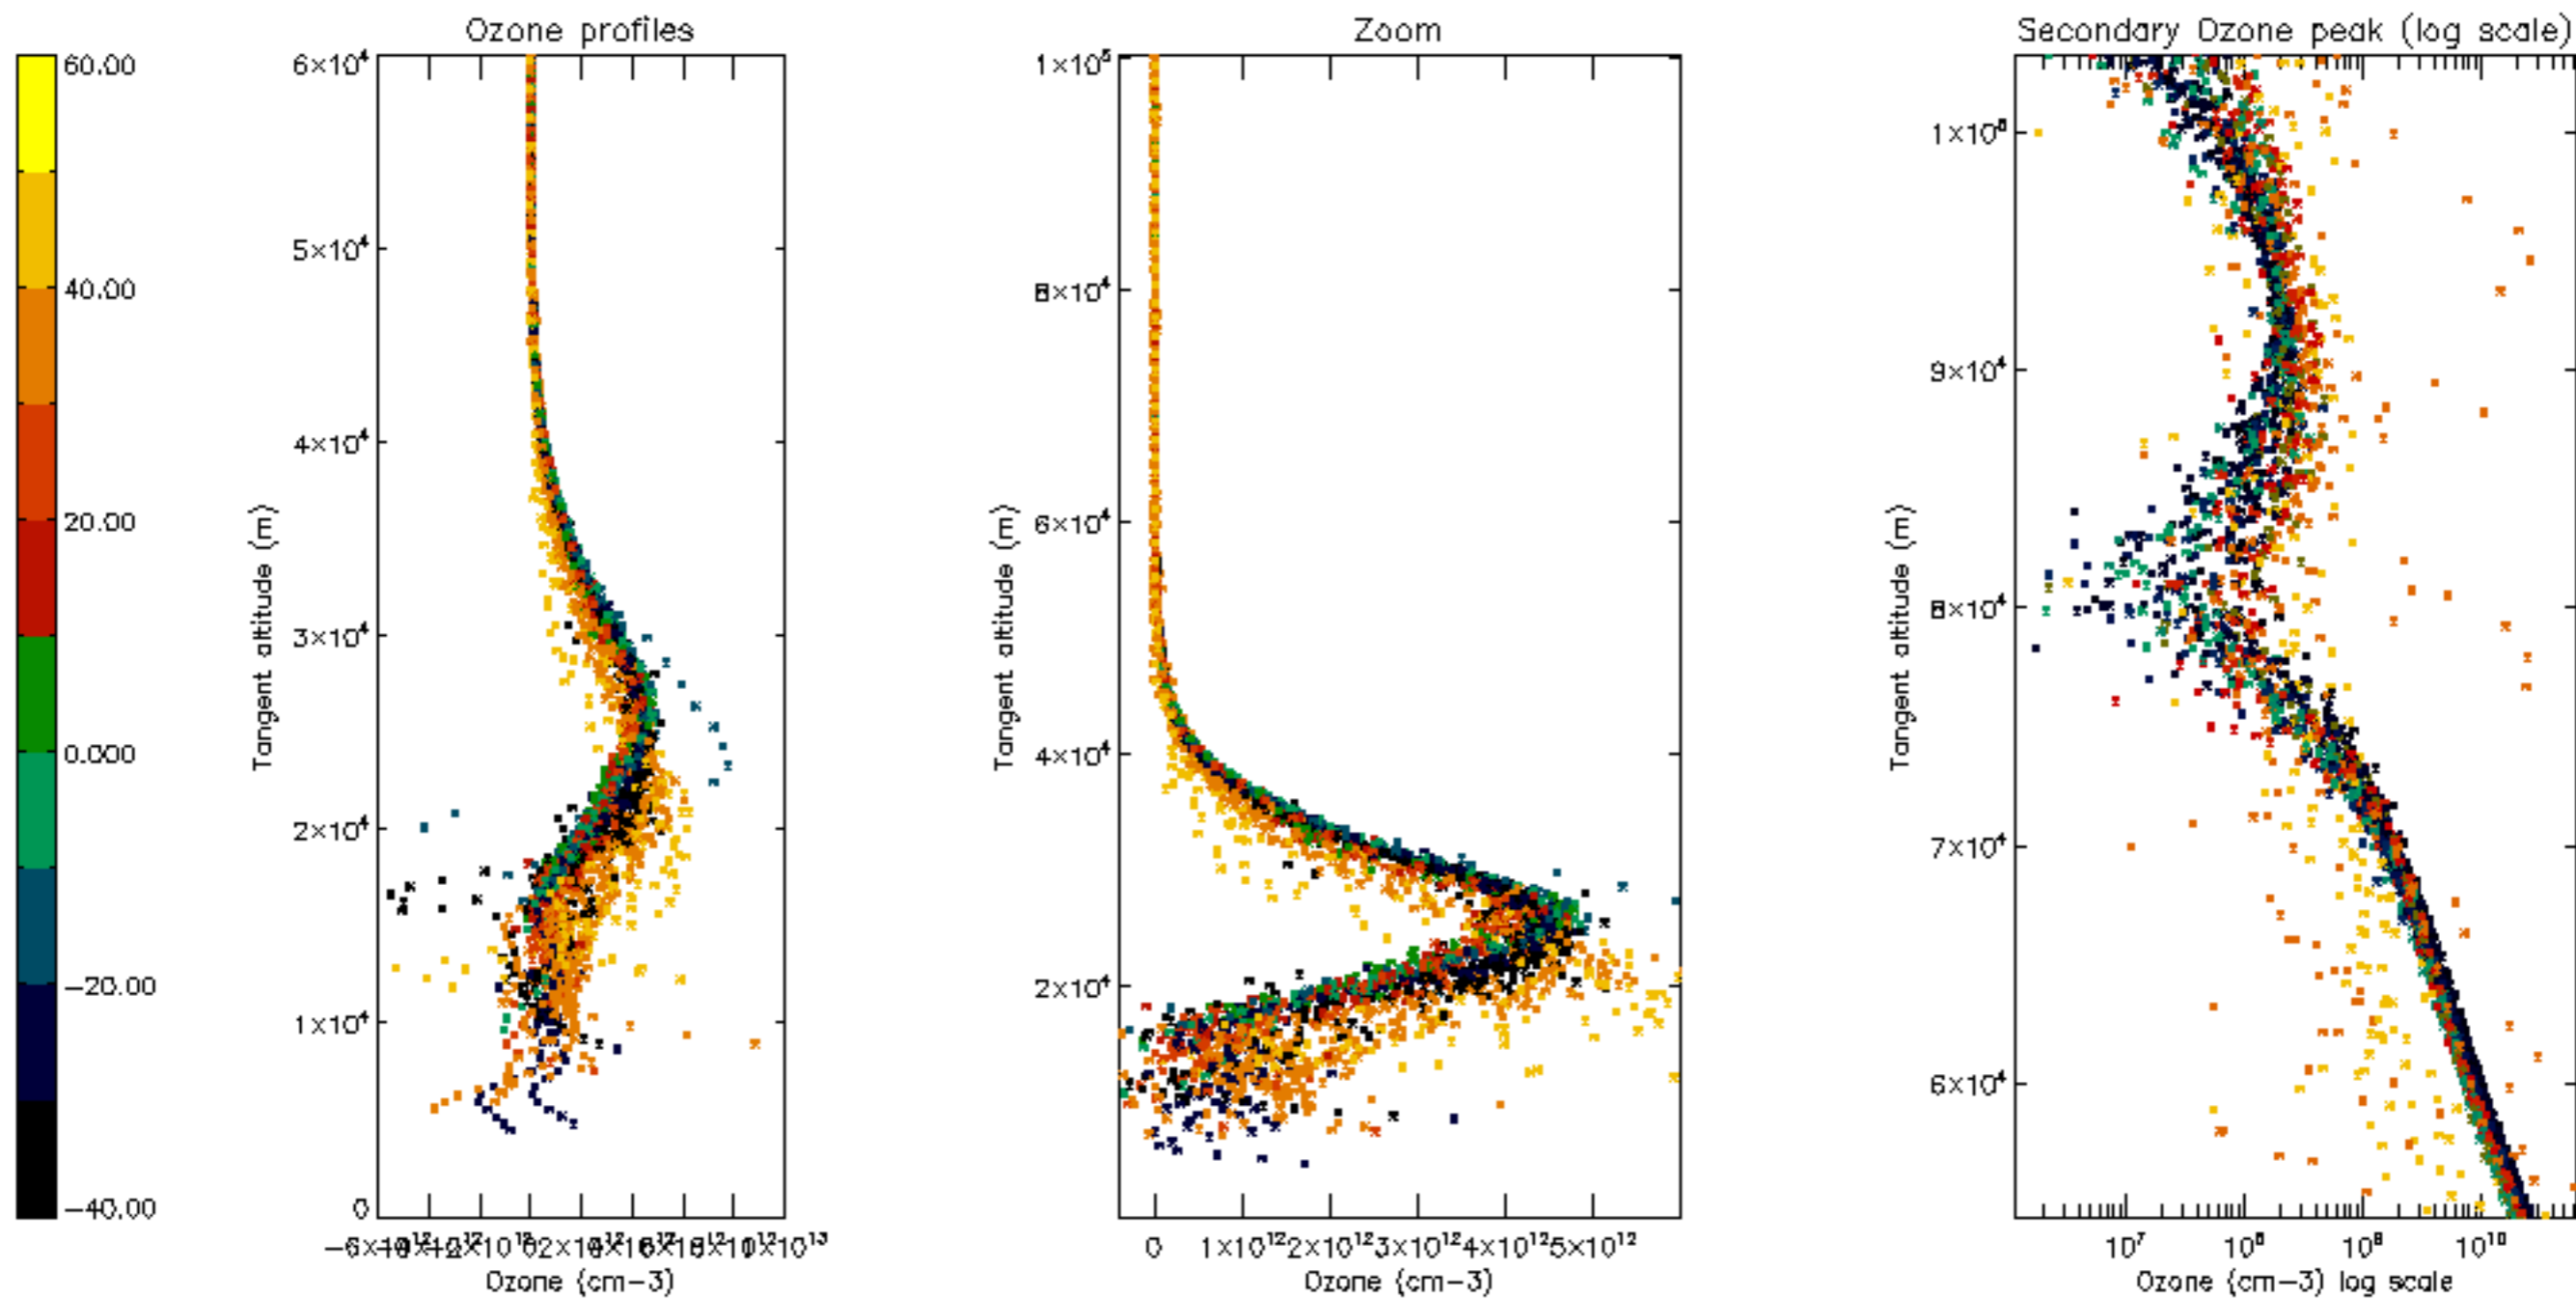 Ozone profiles
Zoom
Secondary Ozone peak (log scale)
60.00
40.00
20.00
0.000
-20.00
-40.00
6×10⁴
5×10⁴
4×10⁴
3×10⁴
2×10⁴
1×10⁴
0
Tangent altitude (m)
Ozone (cm-3)
1×10⁵
8×10⁴
6×10⁴
4×10⁴
2×10⁴
Tangent altitude (m)
0 1×10¹² 2×10¹² 3×10¹² 4×10¹² 5×10¹²
Ozone (cm-3)
9×10⁴
8×10⁴
7×10⁴
6×10⁴
Tangent altitude (m)
10⁷ 10⁸ 10⁹ 10¹⁰
Ozone (cm-3) log scale